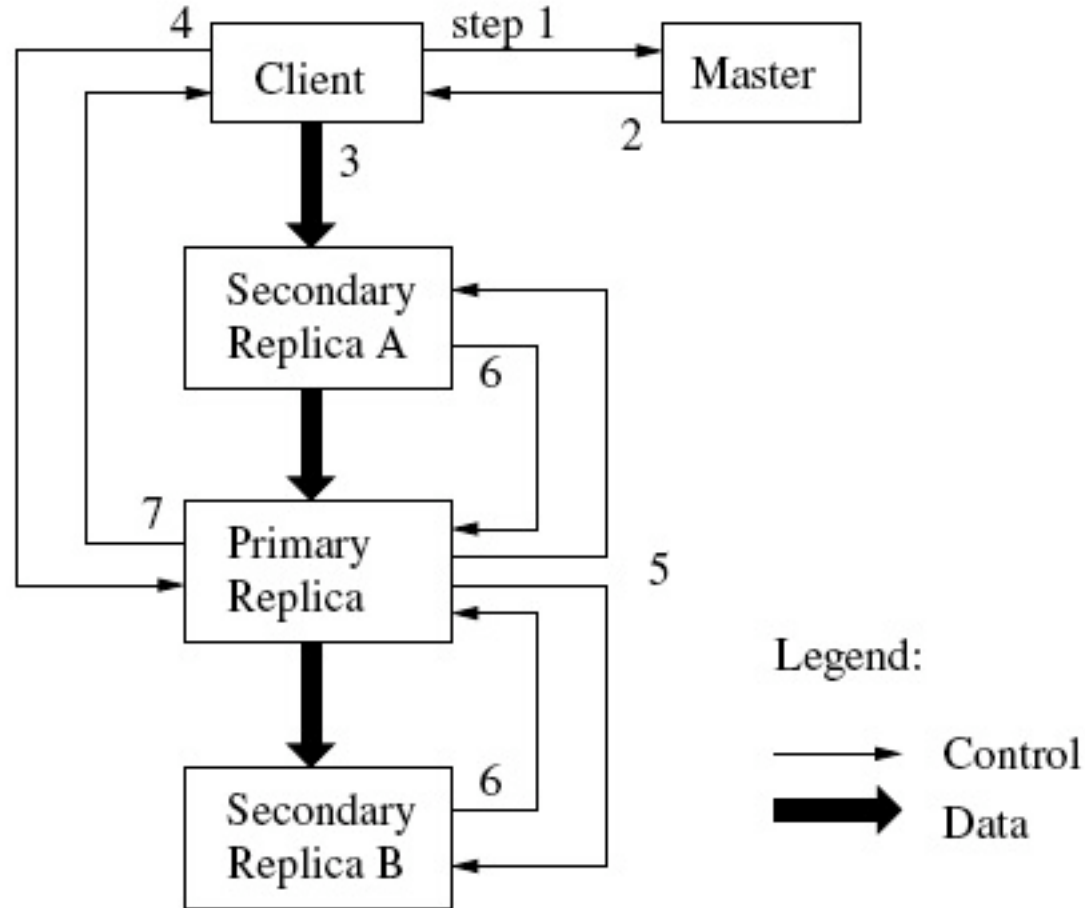 4
step 1
Client
Master
2
3
Secondary
Replica A
6
7
Primary
Replica
5
Legend:
Control
6
Secondary
Replica B
Data